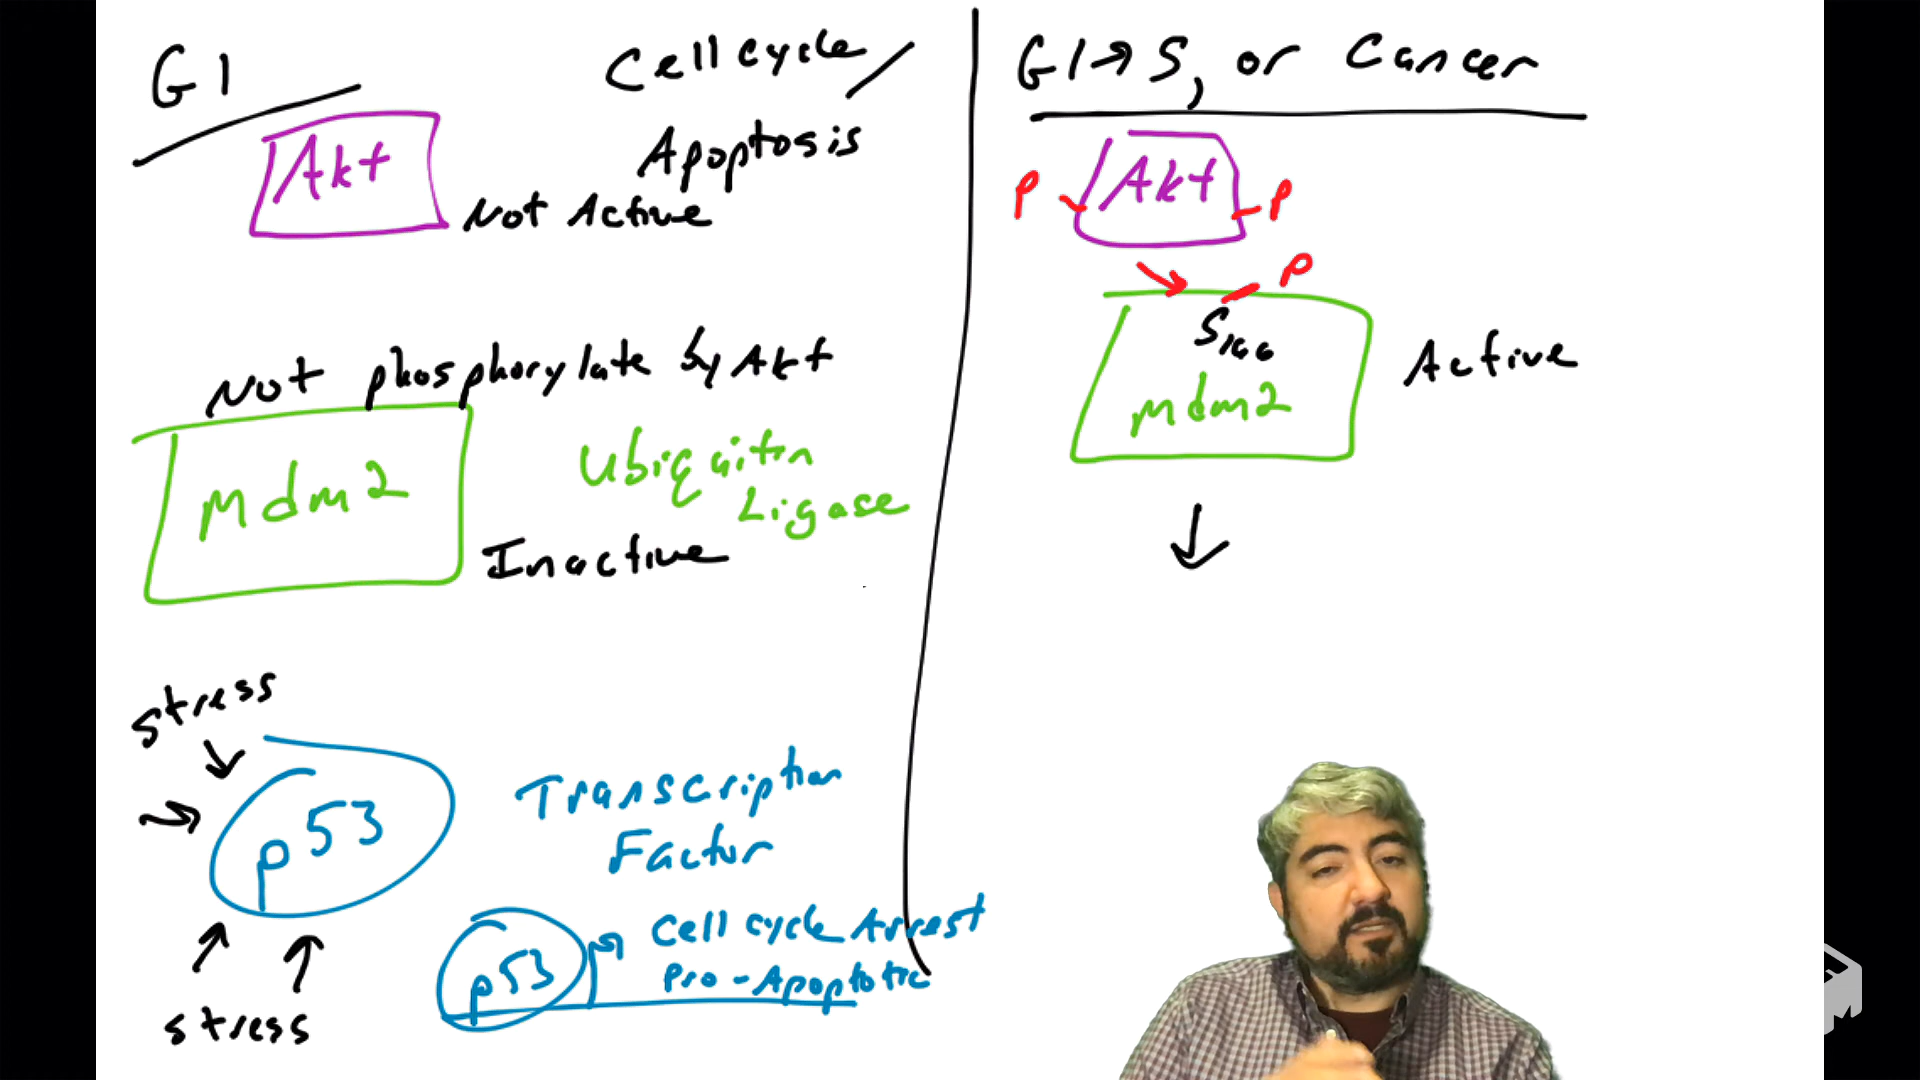 G1
Cell cycle/
Apoptosis
Akt
Not Active
Not phosphorylate by Akt
Mdm2
Ubiquitin
Ligase
Inactive
stress
p53
Transcription
Factor
stress
p53
Cell cycle Arrest
Pro-Apoptotic
G1→S, or Cancer
P
Akt
P
P
S166
Mdm2
Active